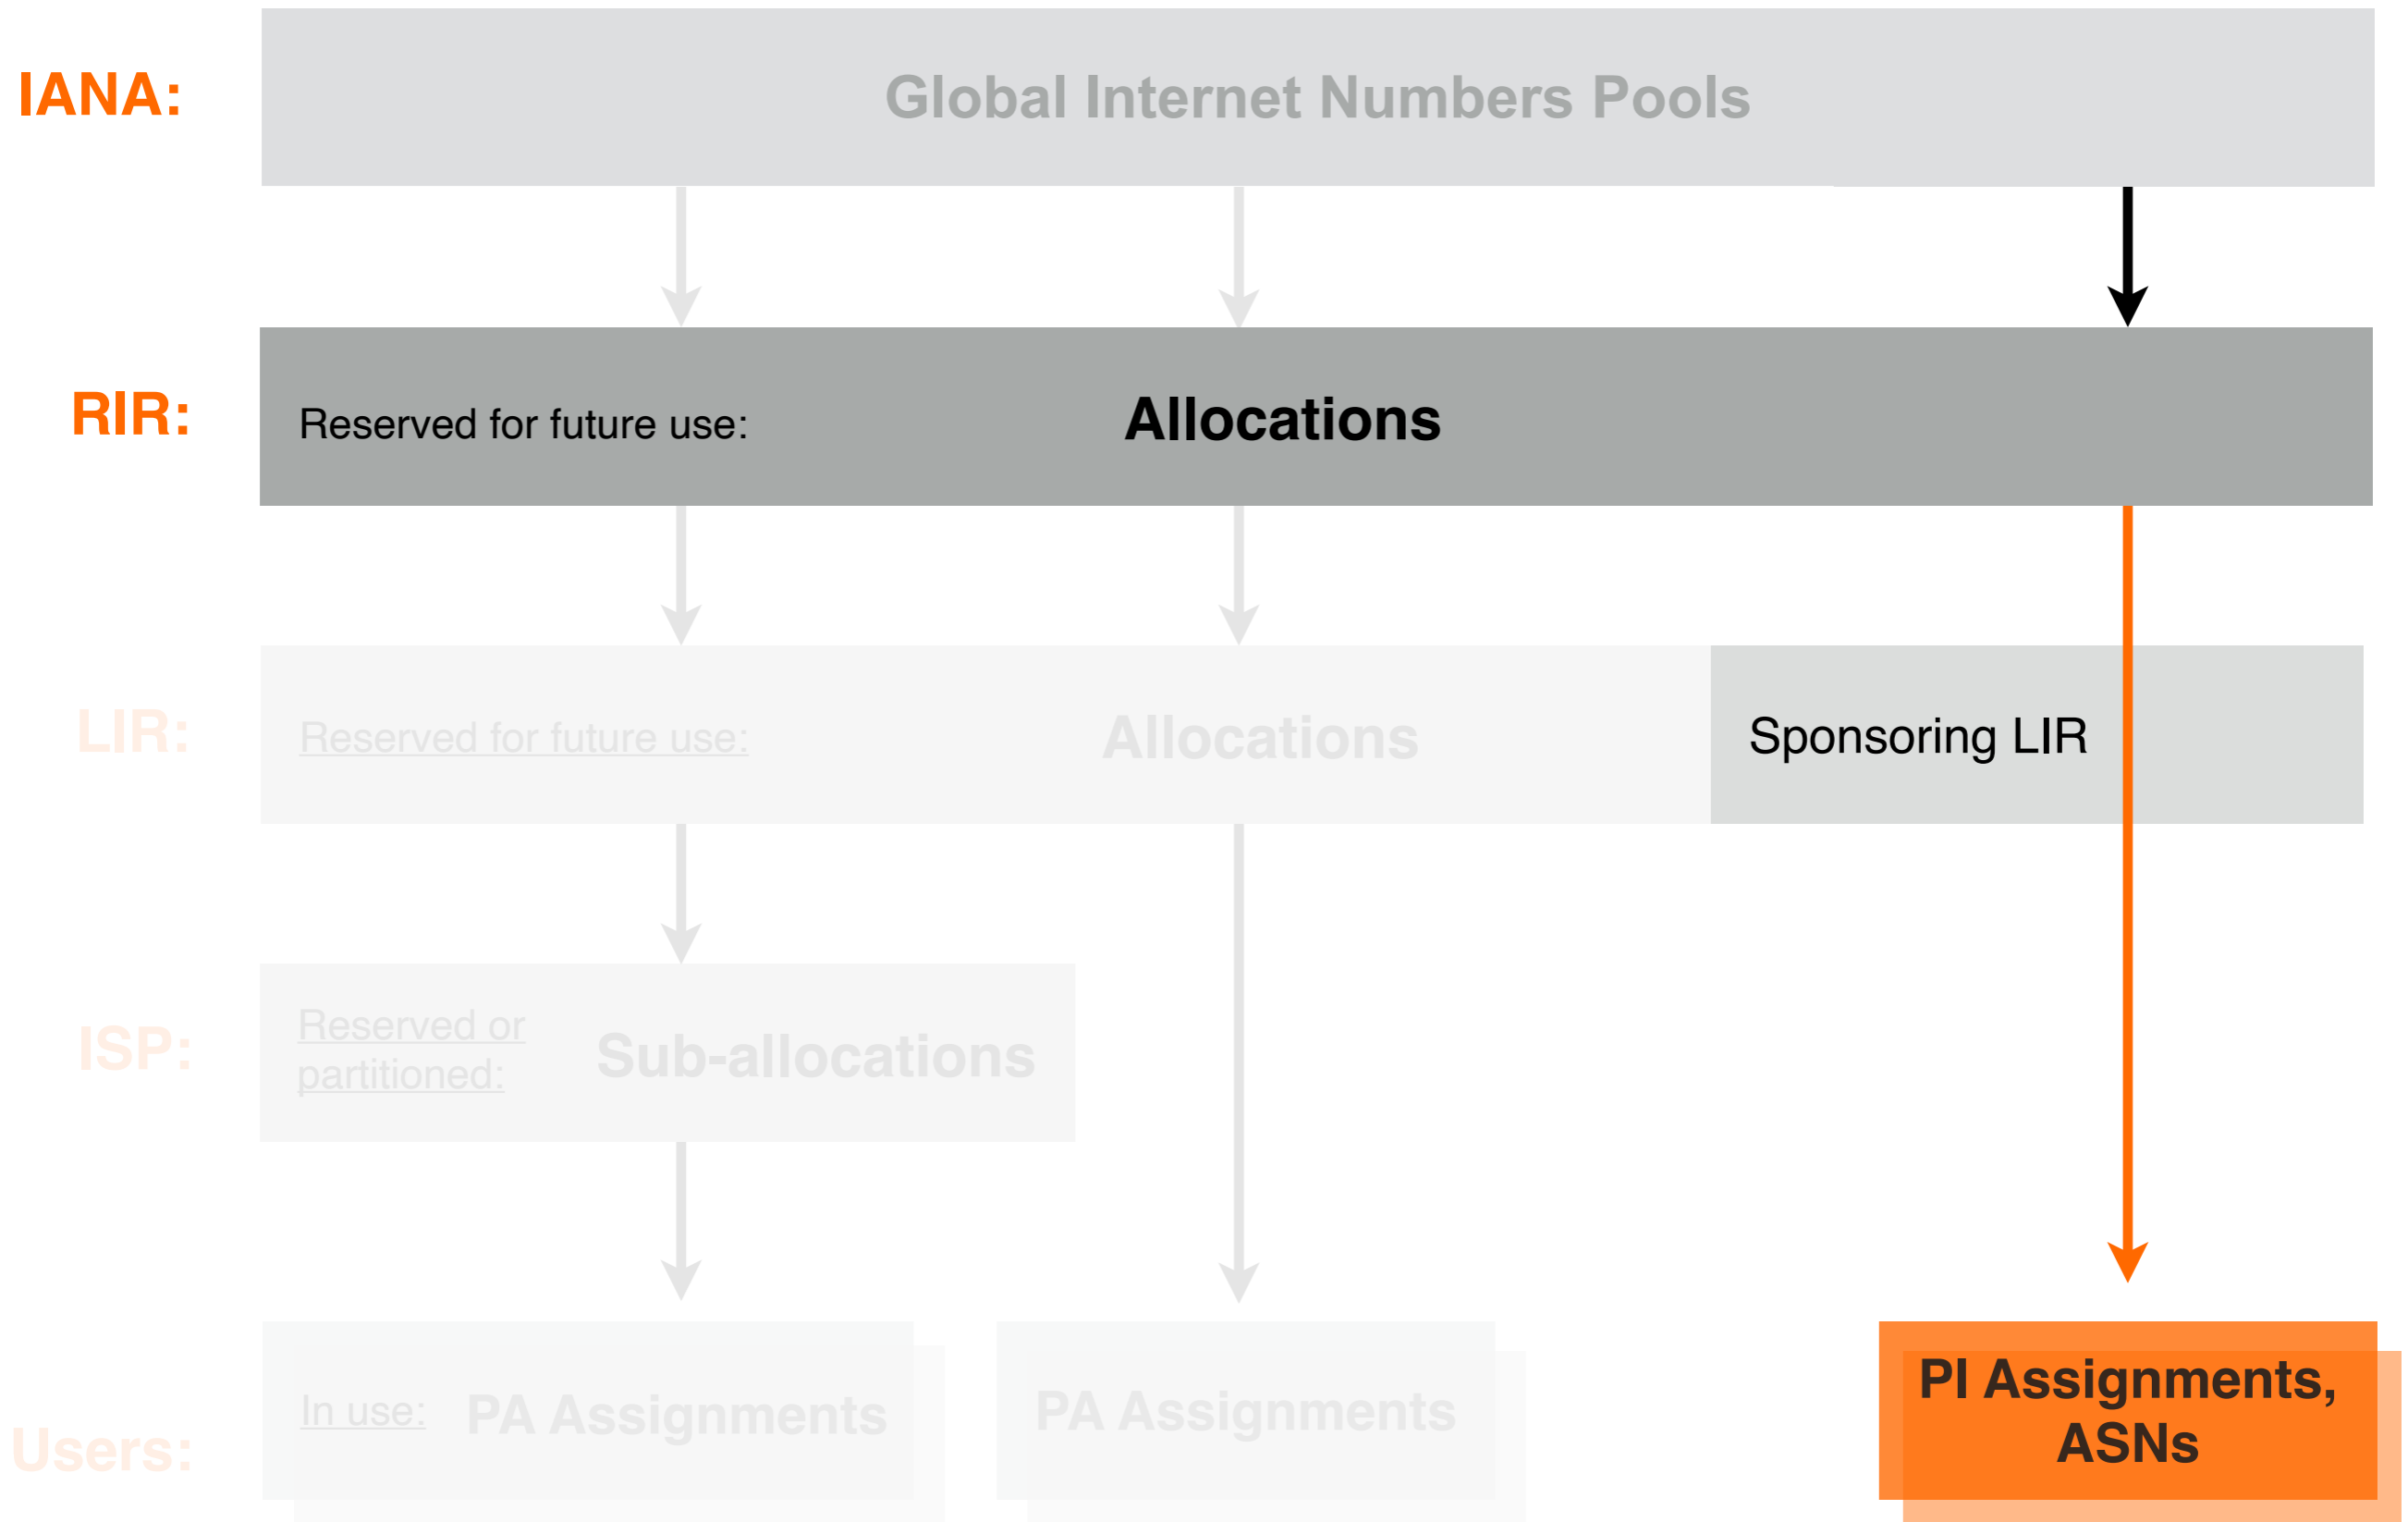 IANA:
Global Internet Numbers Pools
RIR:
Reserved for future use:
Allocations
LIR:
Reserved for future use:
Allocations
Sponsoring LIR
ISP:
Reserved or
partitioned:
Sub-allocations
Users:
In use:
PA Assignments
PA Assignments
PI Assignments,
ASNs